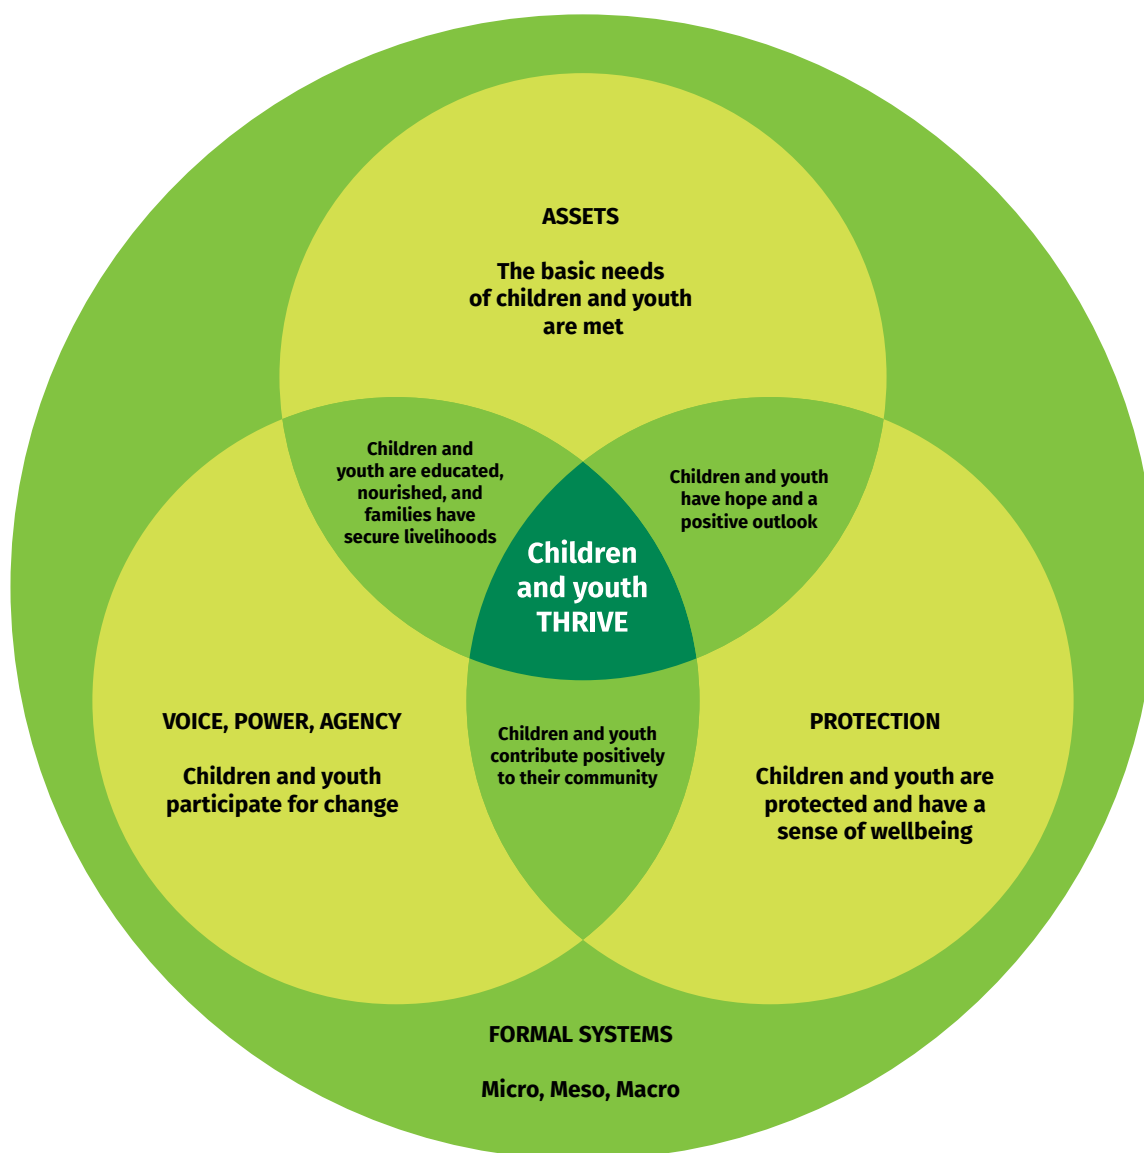 ASSETS
The basic needs
of children and youth
are met
Children and
youth are educated,
nourished, and
families have
secure livelihoods
Children and youth
have hope and a
positive outlook
Children
and youth
THRIVE
VOICE, POWER, AGENCY
Children and youth
participate for change
Children and youth
contribute positively
to their community
PROTECTION
Children and youth are
protected and have a
sense of wellbeing
FORMAL SYSTEMS
Micro, Meso, Macro